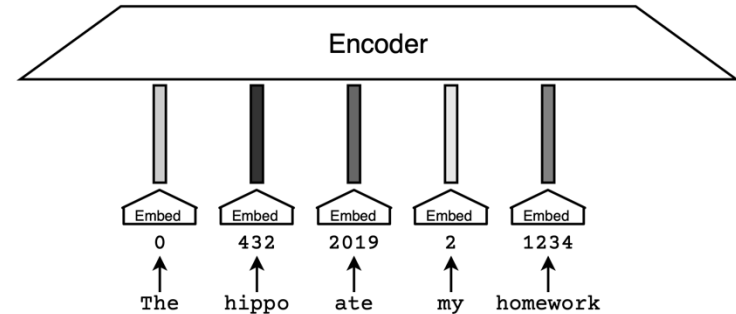 Encoder
Embed Embed Embed Embed Embed
0 432 2019 2 1234
The hippo ate my homework